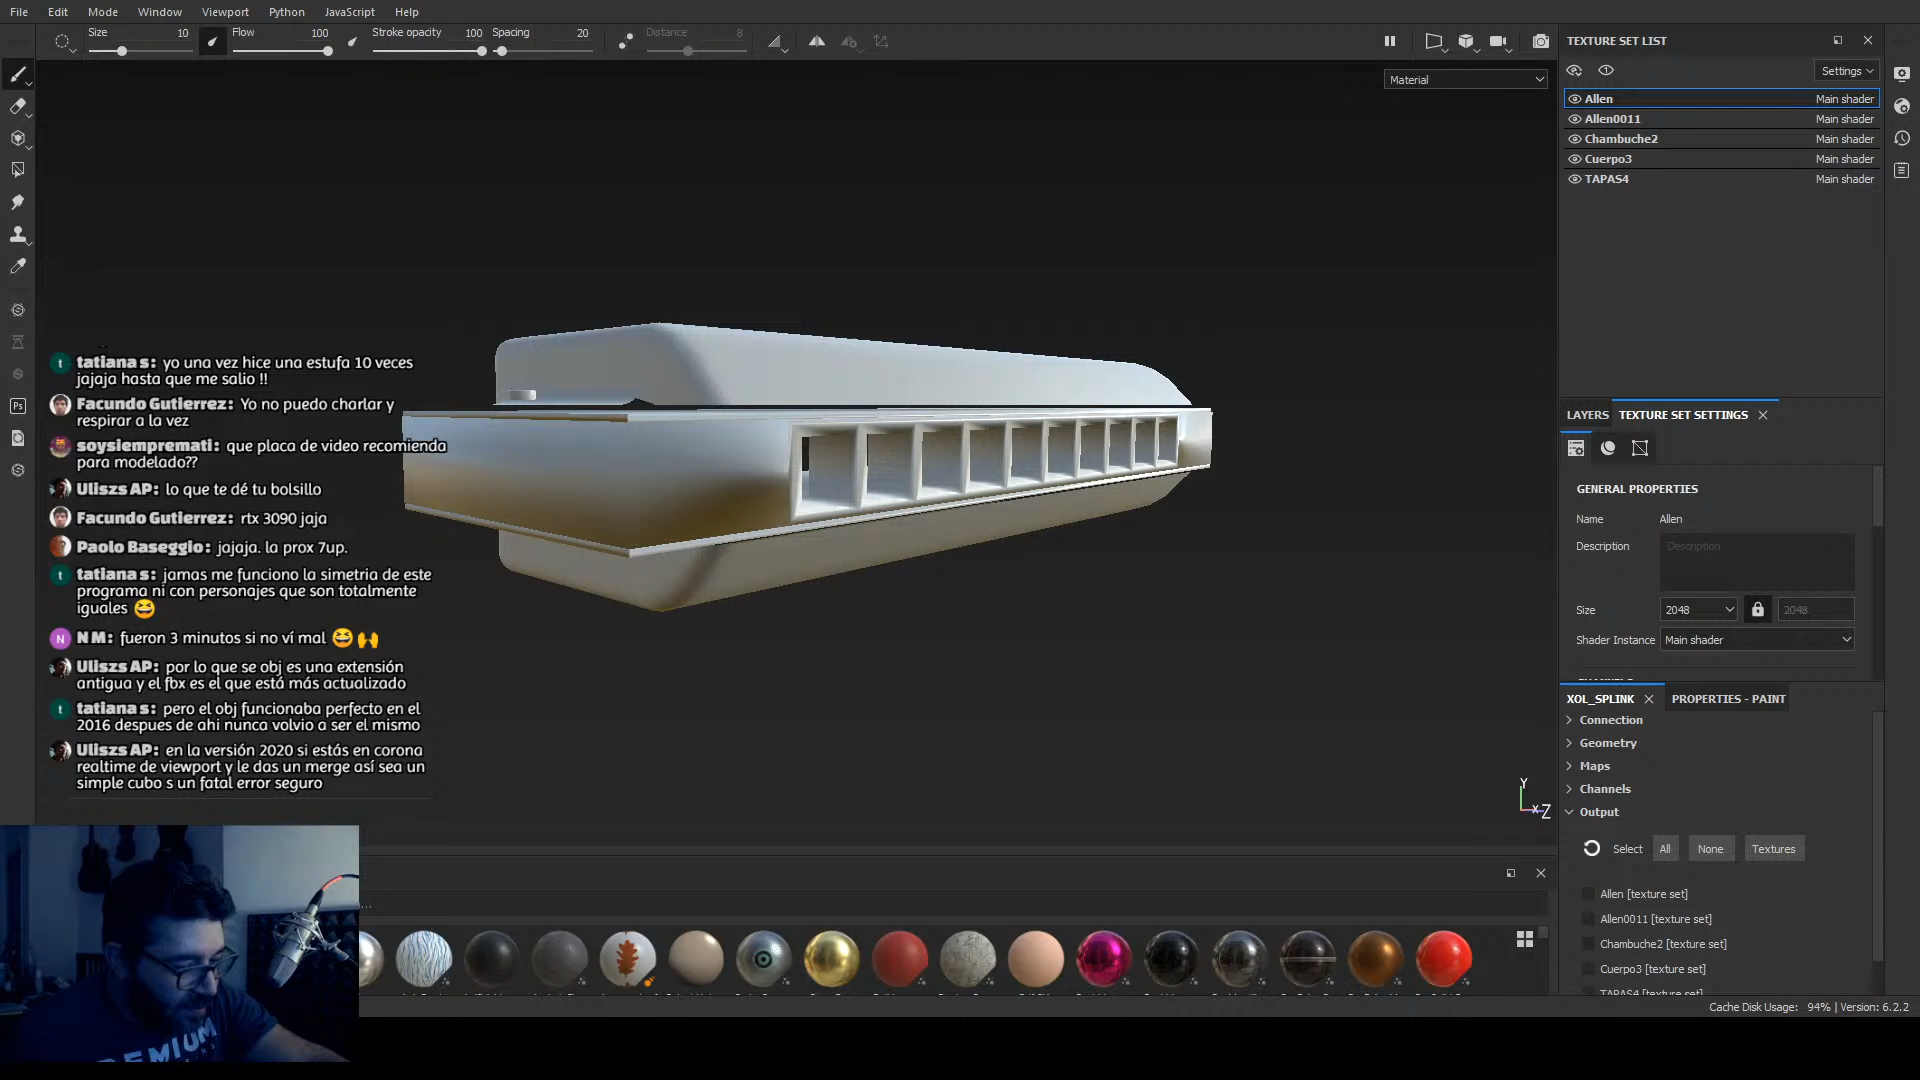 File Edit Mode Window Viewport Python JavaScript Help
Size 10 Flow 100 Stroke opacity 100 Spacing 20 Distance 8
Material
TEXTURE SET LIST
Settings
Allen Main shader
Allen0011 Main shader
Chambuche2 Main shader
Cuerpo3 Main shader
TAPAS4 Main shader
tatiana s: yo una vez hice una estufa 10 veces
jajaja hasta que me salio !!
Facundo Gutierrez: Yo no puedo charlar y
respirar a la vez
soysiempremati: que placa de video recomienda
para modelado??
Uliszs AP: lo que te dé tu bolsillo
Facundo Gutierrez: rtx 3090 jaja
Paolo Baseggio: jajaja. la prox 7up.
tatiana s: jamas me funciono la simetria de este
programa ni con personajes que son totalmente
iguales 😆
N M: fueron 3 minutos si no ví mal 😆 🙌
Uliszs AP: por lo que se obj es una extensión
antigua y el fbx es el que está más actualizado
tatiana s: pero el obj funcionaba perfecto en el
2016 despues de ahi nunca volvio a ser el mismo
Uliszs AP: en la versión 2020 si estás en corona
realtime de viewport y le das un merge así sea un
simple cubo s un fatal error seguro
LAYERS TEXTURE SET SETTINGS
GENERAL PROPERTIES
Name Allen
Description Description
Size 2048 2048
Shader Instance Main shader
XOL_SPLINK PROPERTIES - PAINT
Connection
Geometry
Maps
Channels
Output
Select All None Textures
Allen [texture set]
Allen0011 [texture set]
Chambuche2 [texture set]
Cuerpo3 [texture set]
TAPAS4 [texture set]
Y
X
Z
Ps
Cache Disk Usage: 94% | Version: 6.2.2